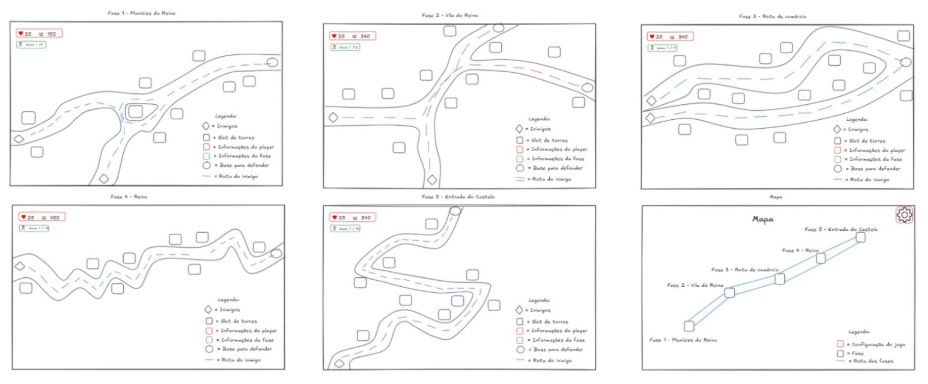 Fase 1 - Planícies do Reino
25 150
Legenda:
= Inimigos
= Slot de torres
= Informações do player
= Informações da fase
= Base para defender
= Rota do inimigo
Fase 2 - Vila do Reino
25 340
Legenda:
= Inimigos
= Slot de torres
= Informações do player
= Informações da fase
= Base para defender
= Rota do inimigo
Fase 3 - Rota de comércio
25 340
Legenda:
= Inimigos
= Slot de torres
= Informações do player
= Informações da fase
= Base para defender
= Rota do inimigo
Fase 4 - Reino
25 450
Legenda:
= Inimigos
= Slot de torres
= Informações do player
= Informações da fase
= Base para defender
= Rota do inimigo
Fase 5 - Entrada do Castelo
25 340
Legenda:
= Inimigos
= Slot de torres
= Informações do player
= Informações da fase
= Base para defender
= Rota do inimigo
Mapa
Mapa
Fase 5 - Entrada do Castelo
Fase 4 - Reino
Fase 3 - Rota de comércio
Fase 2 - Vila do Reino
Fase 1 - Planícies do Reino
Legenda:
= Configuração do jogo
= Fase
= Rota das fases